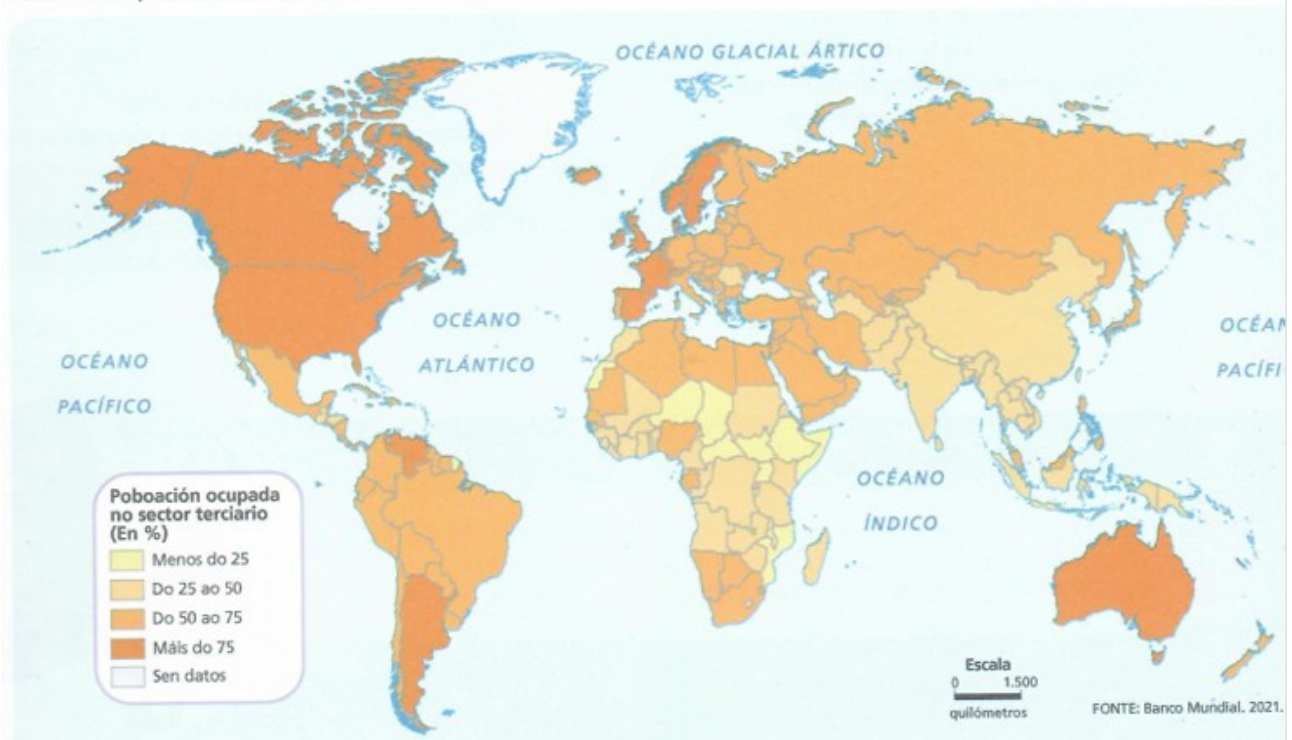 OCÉANO GLACIAL ÁRTICO
OCÉANO
ATLÁNTICO
OCÉANO
PACÍFICO
OCÉAN
PACÍFI
OCÉANO
ÍNDICO
Poboación ocupada
no sector terciario
(En %)
Menos do 25
Do 25 ao 50
Do 50 ao 75
Máis do 75
Sen datos
Escala
0 1.500
quilómetros
FONTE: Banco Mundial. 2021.